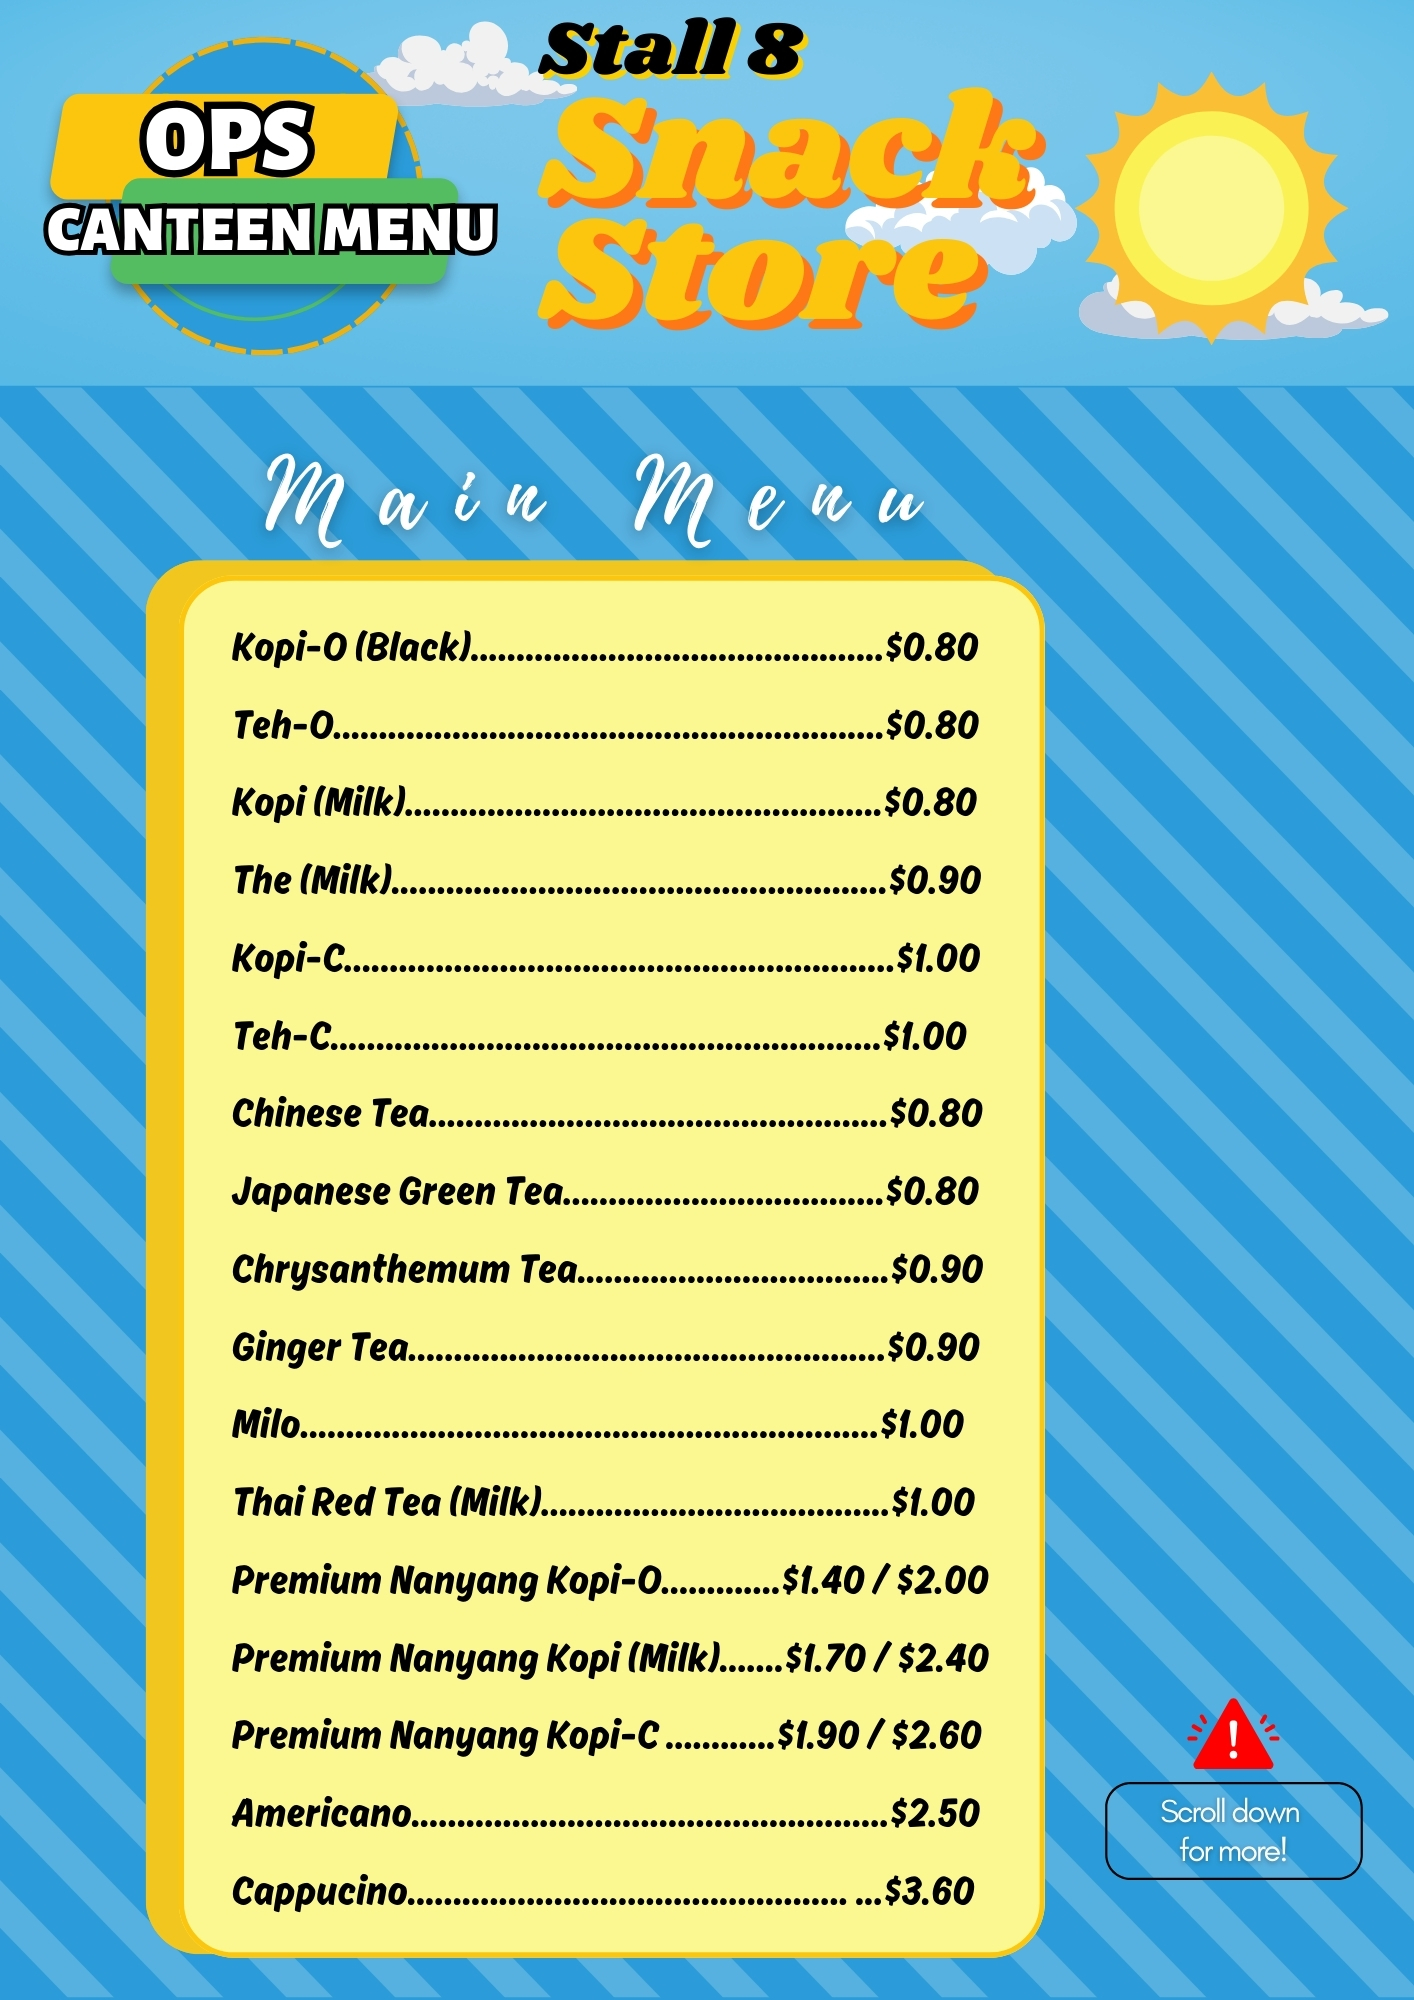 OPS
CANTEEN MENU
Stall 8
Snack
Store
Main Menu
Kopi-O (Black).............................................$0.80
Teh-O............................................................$0.80
Kopi (Milk)....................................................$0.80
The (Milk)......................................................$0.90
Kopi-C............................................................$1.00
Teh-C............................................................$1.00
Chinese Tea..................................................$0.80
Japanese Green Tea...................................$0.80
Chrysanthemum Tea..................................$0.90
Ginger Tea....................................................$0.90
Milo...............................................................$1.00
Thai Red Tea (Milk)......................................$1.00
Premium Nanyang Kopi-O.............$1.40 / $2.00
Premium Nanyang Kopi (Milk).......$1.70 / $2.40
Premium Nanyang Kopi-C ............$1.90 / $2.60
Americano....................................................$2.50
Cappucino................................................ ...$3.60
Scroll down
for more!